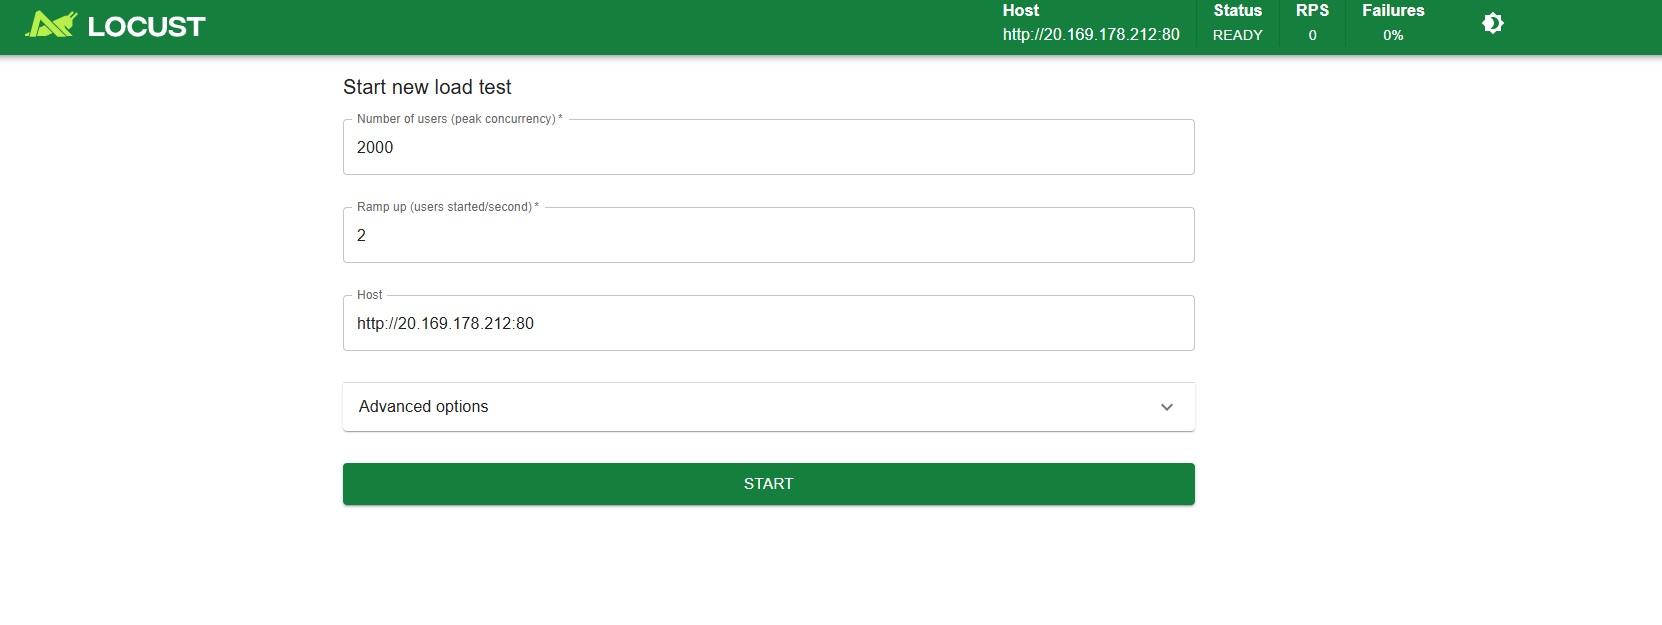 LOCUST
Host
http://20.169.178.212:80
Status
READY
RPS
0
Failures
0%
Start new load test
Number of users (peak concurrency) *
2000
Ramp up (users started/second) *
2
Host
http://20.169.178.212:80
Advanced options
START